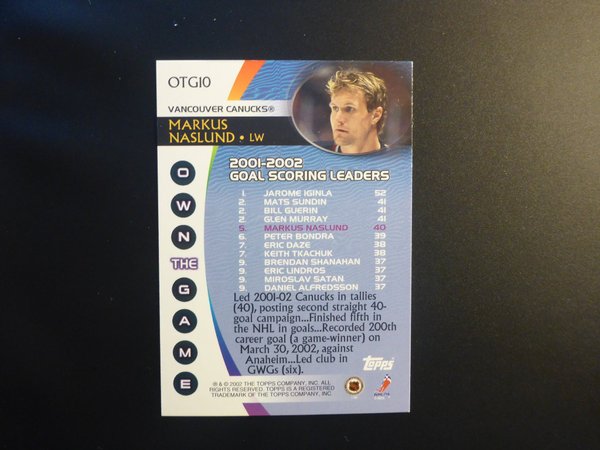 OTG10
VANCOUVER CANUCKS®
MARKUS
NASLUND • LW
OWN
THE
GAME
2001-2002
GOAL SCORING LEADERS
1. JAROME IGINLA 52
2. MATS SUNDIN 41
2. BILL GUERIN 41
2. GLEN MURRAY 41
5. MARKUS NASLUND 40
6. PETER BONDRA 39
7. ERIC DAZE 38
7. KEITH TKACHUK 38
9. BRENDAN SHANAHAN 37
9. ERIC LINDROS 37
9. MIROSLAV SATAN 37
9. DANIEL ALFREDSSON 37
Led 2001-02 Canucks in tallies
(40), posting second straight 40-
goal campaign...Finished fifth in
the NHL in goals...Recorded 200th
career goal (a game-winner) on
March 30, 2002, against
Anaheim...Led club in
GWGs (six).
Topps
® & © 2002 THE TOPPS COMPANY, INC. ALL
RIGHTS RESERVED. TOPPS IS A REGISTERED
TRADEMARK OF THE TOPPS COMPANY, INC